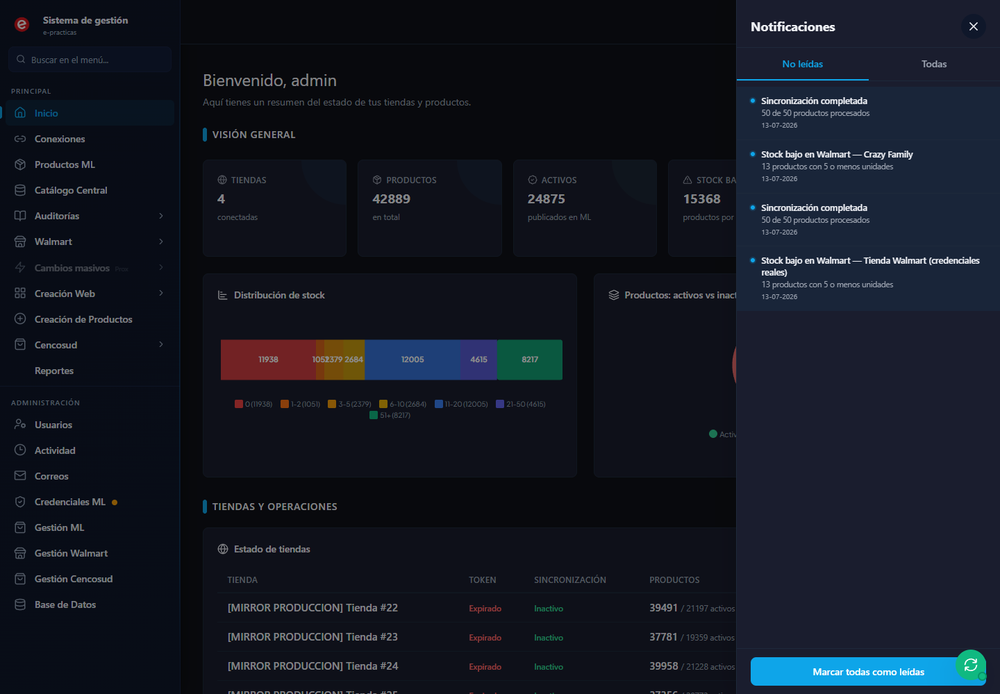 Sistema de gestión
e-practicas
Buscar en el menú...
PRINCIPAL
Inicio
Conexiones
Productos ML
Catálogo Central
Auditorías
Walmart
Cambios masivos Prox
Creación Web
Creación de Productos
Cencosud
Reportes
ADMINISTRACIÓN
Usuarios
Actividad
Correos
Credenciales ML
Gestión ML
Gestión Walmart
Gestión Cencosud
Base de Datos
Bienvenido, admin
Aquí tienes un resumen del estado de tus tiendas y productos.
VISIÓN GENERAL
TIENDAS
4
conectadas
PRODUCTOS
42889
en total
ACTIVOS
24875
publicados en ML
STOCK BA
15368
productos por
Distribución de stock
11938 1051 2379 2684 12005 4615 8217
0 (11938) 1-2 (1051) 3-5 (2379) 6-10 (2684) 11-20 (12005) 21-50 (4615)
51+ (8217)
Productos: activos vs inact
Activ
TIENDAS Y OPERACIONES
Estado de tiendas
TIENDA TOKEN SINCRONIZACIÓN PRODUCTOS
[MIRROR PRODUCCION] Tienda #22 Expirado Inactivo 39491 / 21197 activos
[MIRROR PRODUCCION] Tienda #23 Expirado Inactivo 37781 / 19359 activos
[MIRROR PRODUCCION] Tienda #24 Expirado Inactivo 39958 / 21228 activos
Notificaciones
No leídas
Todas
Sincronización completada
50 de 50 productos procesados
13-07-2026
Stock bajo en Walmart — Crazy Family
13 productos con 5 o menos unidades
13-07-2026
Sincronización completada
50 de 50 productos procesados
13-07-2026
Stock bajo en Walmart — Tienda Walmart (credenciales
reales)
13 productos con 5 o menos unidades
13-07-2026
Marcar todas como leídas